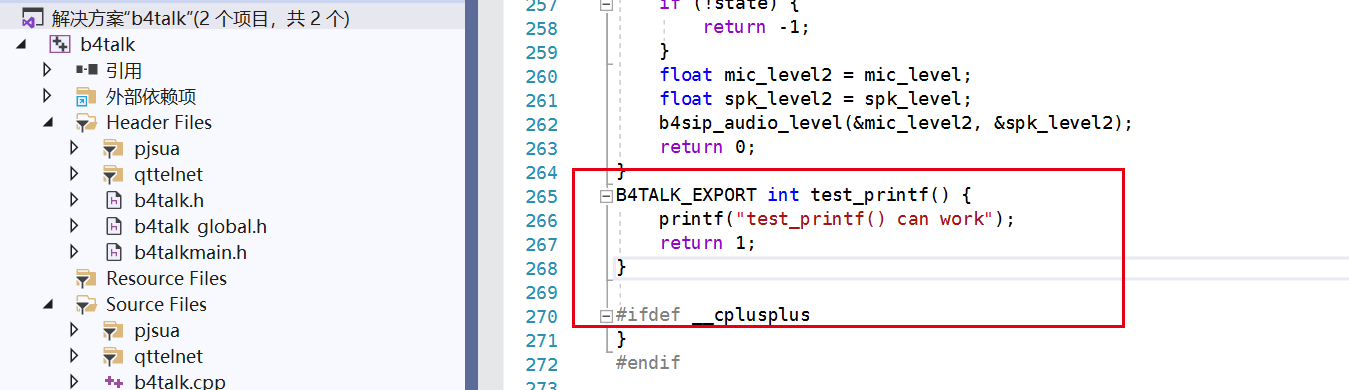 解决方案“b4talk”(2 个项目，共 2 个)
b4talk
引用
外部依赖项
Header Files
pjsua
qttelnet
b4talk.h
b4talk_global.h
b4talkmain.h
Resource Files
Source Files
pjsua
qttelnet
b4talk.cpp
257 if (!state) {
258 return -1;
259 }
260 float mic_level2 = mic_level;
261 float spk_level2 = spk_level;
262 b4sip_audio_level(&mic_level2, &spk_level2);
263 return 0;
264 }
265 B4TALK_EXPORT int test_printf() {
266 printf("test_printf() can work");
267 return 1;
268 }
269
270 #ifdef __cplusplus
271 }
272 #endif
273